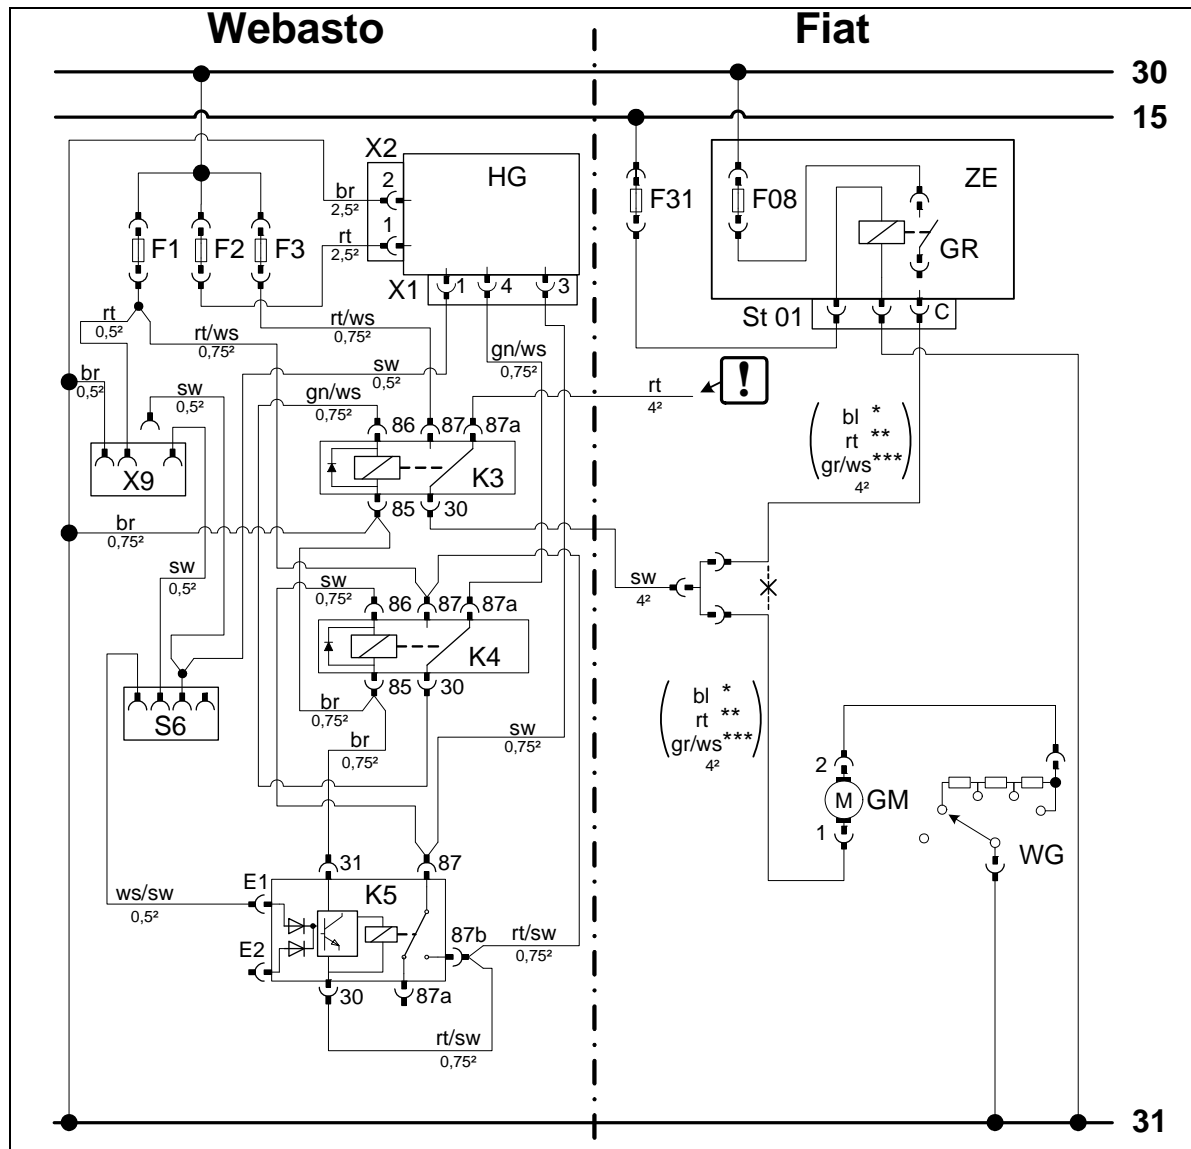 Webasto
Fiat
30
15
X2
HG
ZE
2
br
2,5²
1
rt
2,5²
F1
F2
F3
F31
F08
GR
X1
1
4
3
St 01
C
rt
0,5²
rt/ws
0,75²
rt/ws
0,75²
gn/ws
0,75²
sw
0,5²
br
0,5²
sw
0,5²
gn/ws
0,75²
rt
4²
!
bl *
rt **
gr/ws***
4²
86
87
87a
X9
K3
85
30
br
0,75²
sw
0,5²
sw
0,75²
sw
4²
86
87
87a
K4
85
30
S6
br
0,75²
br
0,75²
sw
0,75²
bl *
rt **
gr/ws***
4²
2
M
GM
1
WG
31
87
E1
K5
ws/sw
0,5²
E2
87b
rt/sw
0,75²
30
87a
rt/sw
0,75²
31